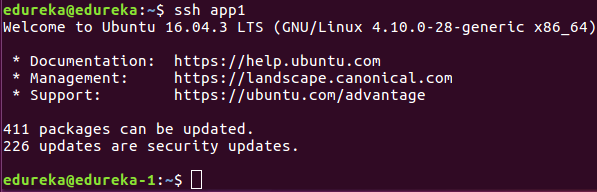 edureka@edureka:~$ ssh app1
Welcome to Ubuntu 16.04.3 LTS (GNU/Linux 4.10.0-28-generic x86_64)
* Documentation:  https://help.ubuntu.com
* Management:     https://landscape.canonical.com
* Support:        https://ubuntu.com/advantage
411 packages can be updated.
226 updates are security updates.
edureka@edureka-1:~$